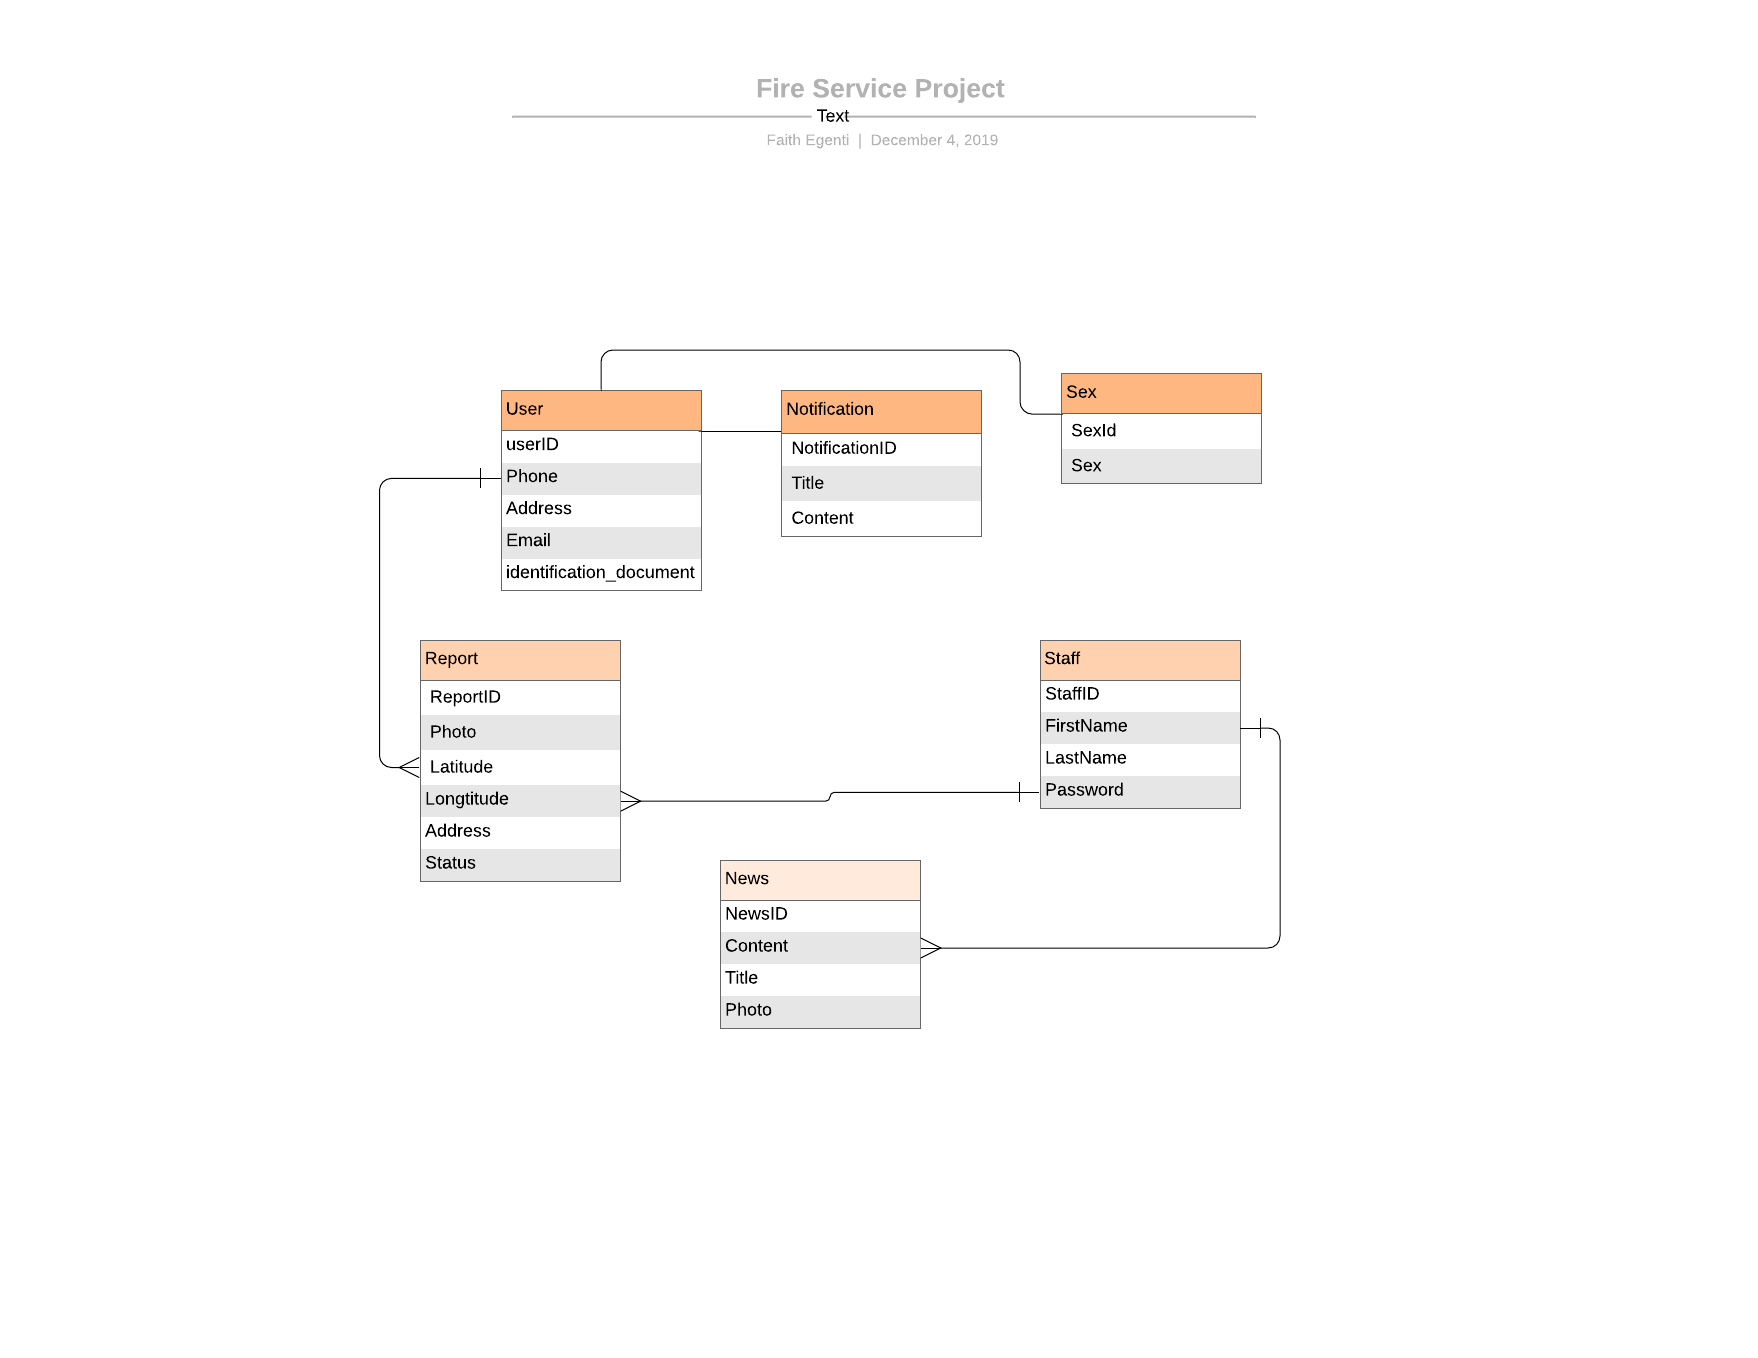 Fire Service Project
Text
Faith Egenti | December 4, 2019
User
userID
Phone
Address
Email
identification_document
Notification
NotificationID
Title
Content
Sex
SexId
Sex
Report
ReportID
Photo
Latitude
Longtitude
Address
Status
Staff
StaffID
FirstName
LastName
Password
News
NewsID
Content
Title
Photo